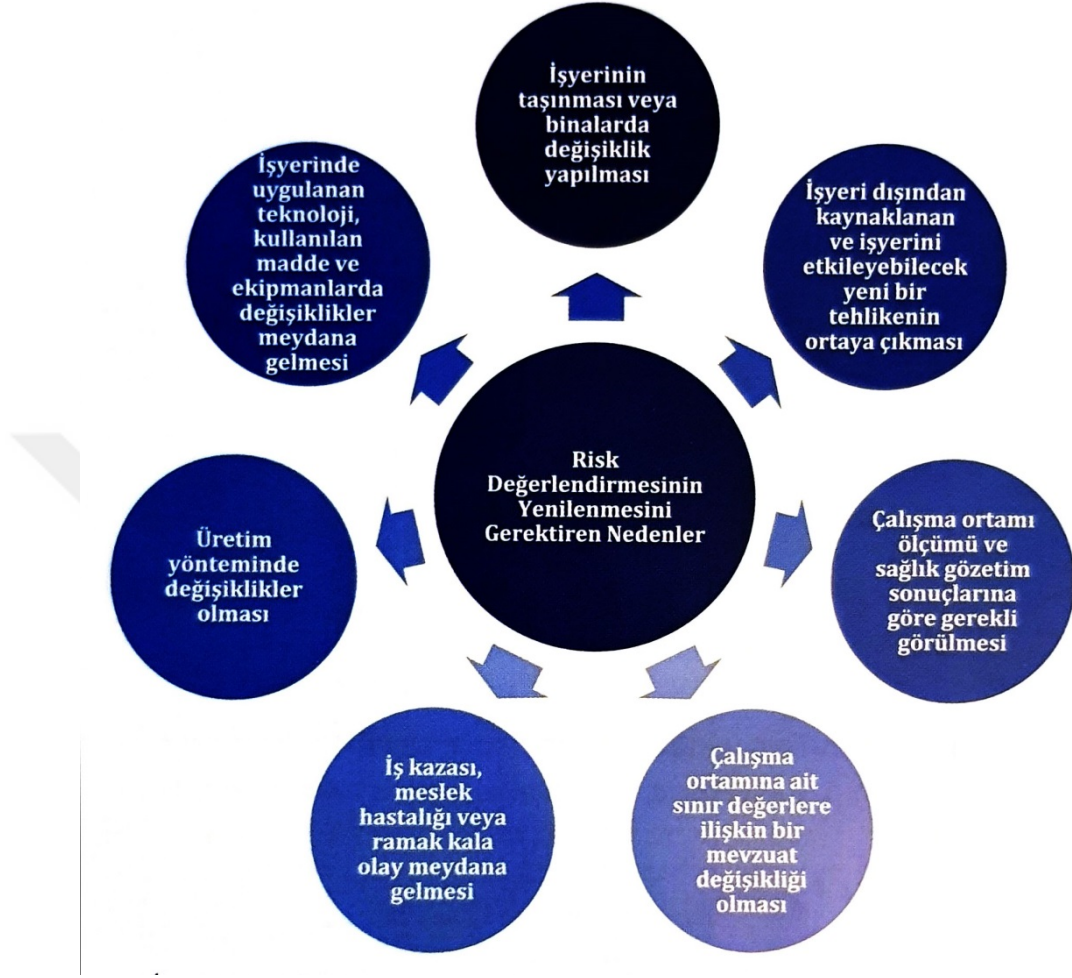 İşyerinin
taşınması veya
binalarda
değişiklik
yapılması
İşyeri dışından
kaynaklanan
ve işyerini
etkileyebilecek
yeni bir
tehlikenin
ortaya çıkması
Çalışma ortamı
ölçümü ve
sağlık gözetim
sonuçlarına
göre gerekli
görülmesi
Çalışma
ortamına ait
sınır değerlere
ilişkin bir
mevzuat
değişikliği
olması
İş kazası,
meslek
hastalığı veya
ramak kala
olay meydana
gelmesi
Üretim
yönteminde
değişiklikler
olması
İşyerinde
uygulanan
teknoloji,
kullanılan
madde ve
ekipmanlarda
değişiklikler
meydana
gelmesi
Risk
Değerlendirmesinin
Yenilenmesini
Gerektiren Nedenler